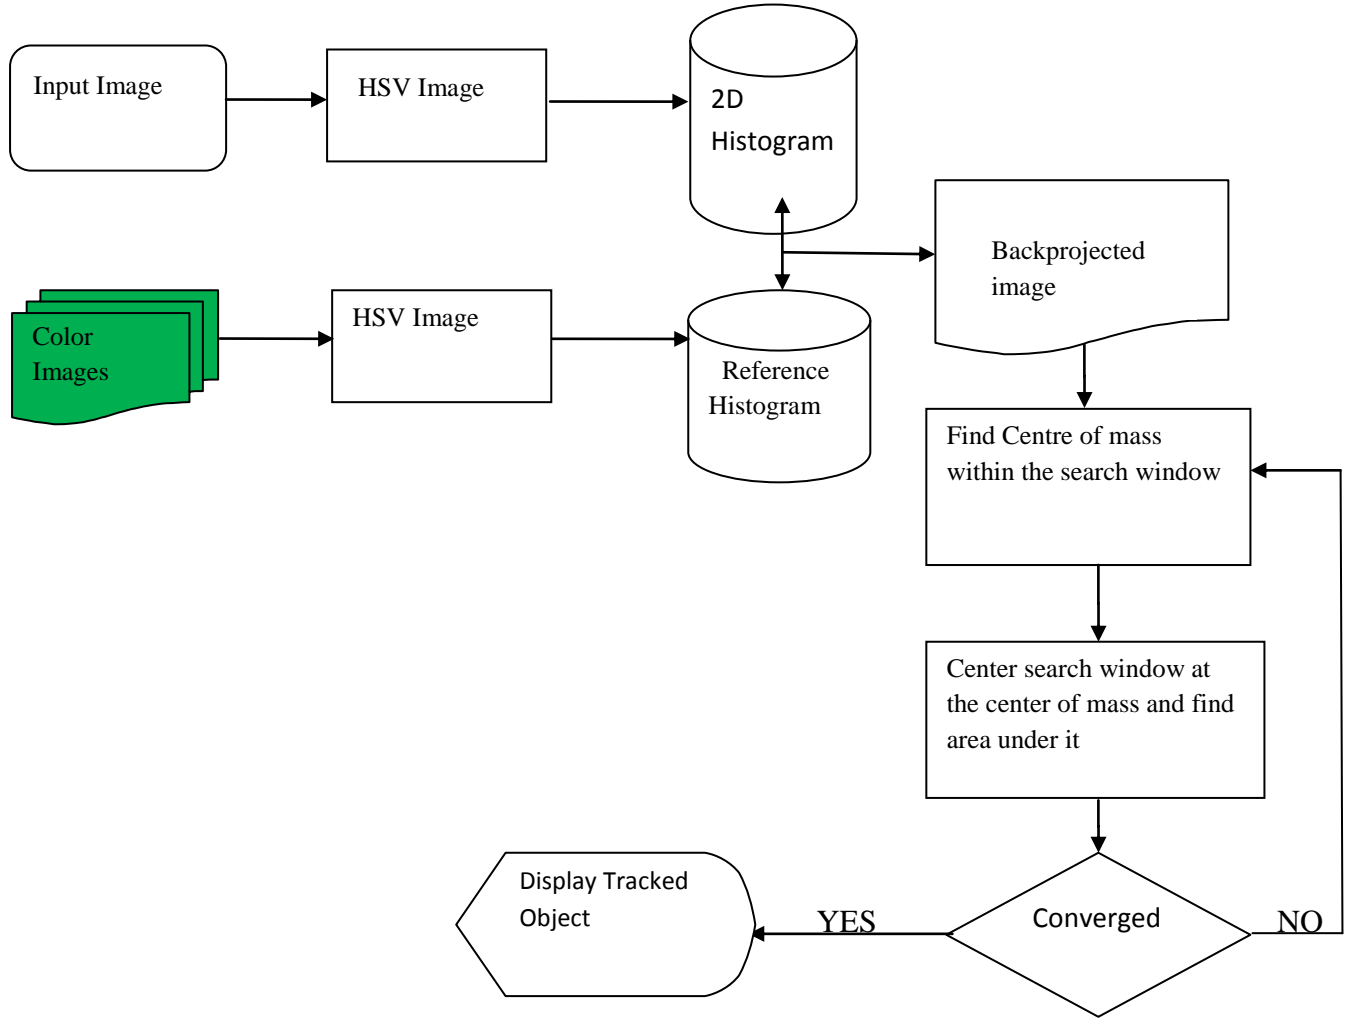 Input Image
HSV Image
2D
Histogram
Backprojected
image
Color
Images
HSV Image
Reference
Histogram
Find Centre of mass
within the search window
Center search window at
the center of mass and find
area under it
Converged
YES
NO
Display Tracked
Object